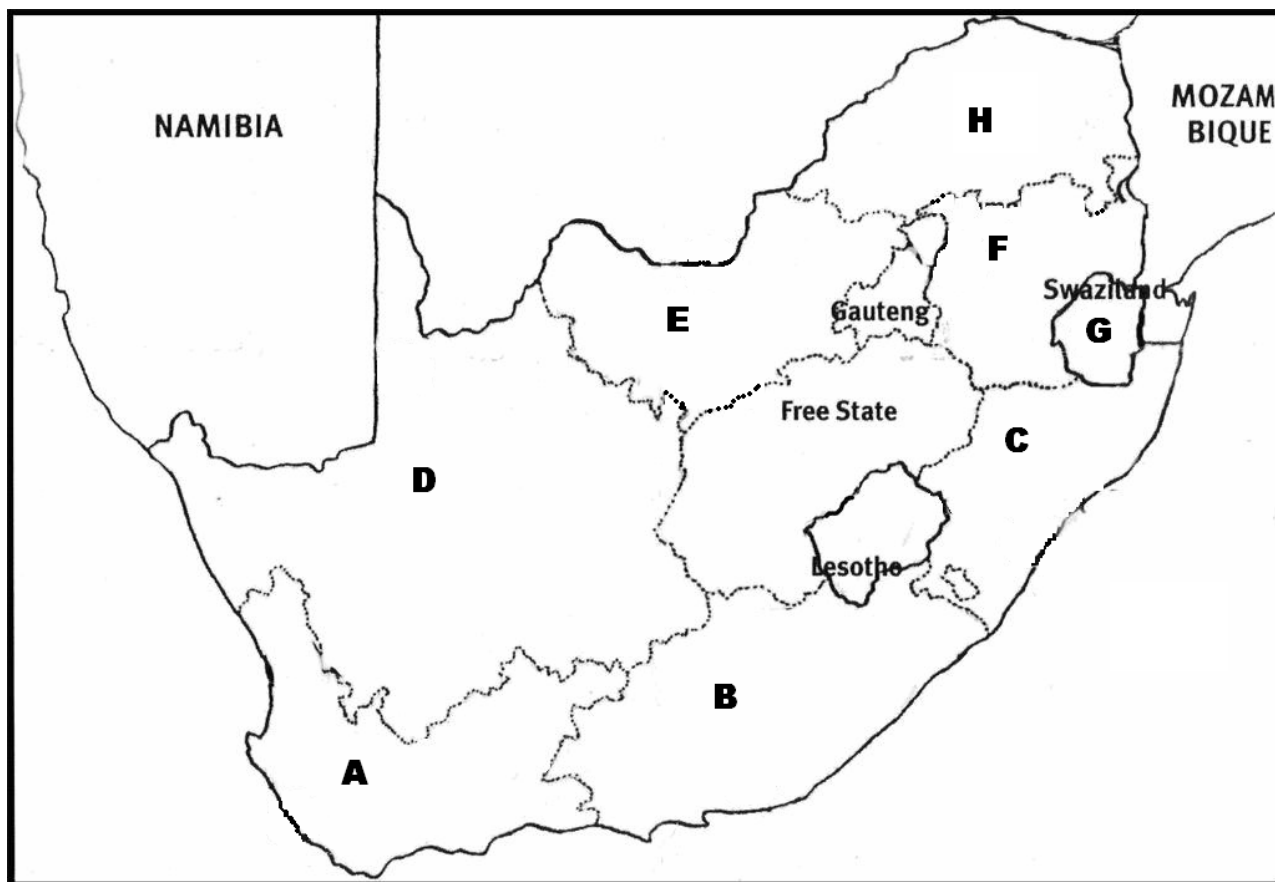 NAMIBIA
MOZAM
BIQUE
H
F
Swaziland
G
Gauteng
E
Free State
C
D
Lesotho
B
A